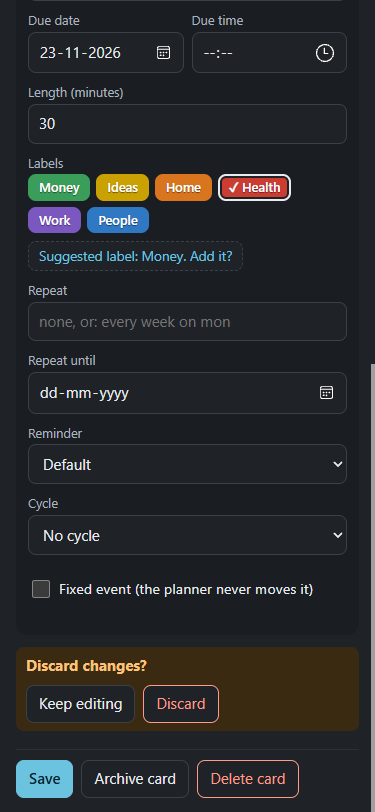 Due date Due time
23-11-2026 --:--
Length (minutes)
30
Labels
Money Ideas Home ✓ Health
Work People
Suggested label: Money. Add it?
Repeat
none, or: every week on mon
Repeat until
dd-mm-yyyy
Reminder
Default
Cycle
No cycle
Fixed event (the planner never moves it)
Discard changes?
Keep editing Discard
Save Archive card Delete card